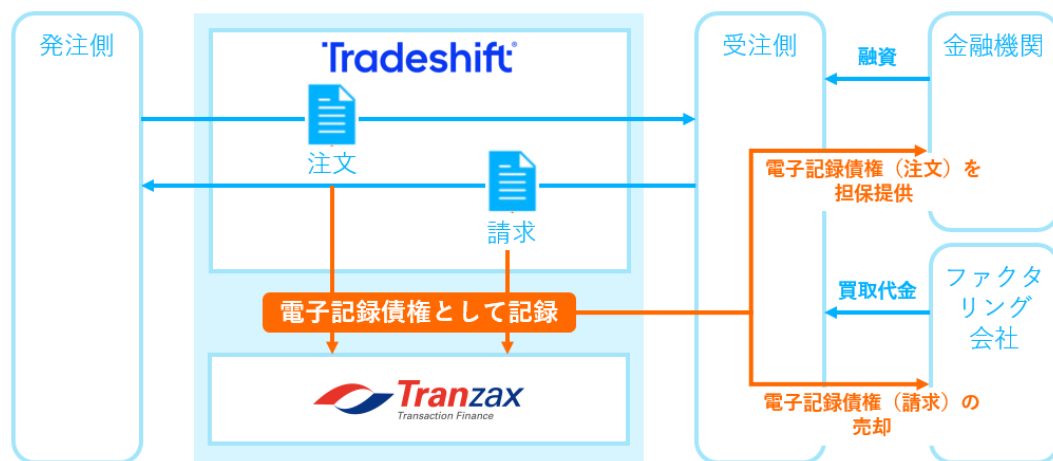 発注側
Tradeshift®
注文
請求
電子記録債権として記録
Tranzax
Transaction Finance
受注側
金融機関
融資
電子記録債権（注文）を
担保提供
買取代金
ファクタ
リング
会社
電子記録債権（請求）の
売却